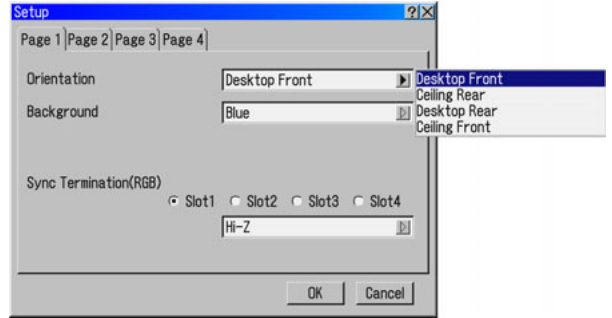 Setup
Page 1 Page 2 Page 3 Page 4
Orientation Desktop Front
Desktop Front
Ceiling Rear
Desktop Rear
Ceiling Front
Background Blue
Sync Termination(RGB)
Slot1 Slot2 Slot3 Slot4
Hi-Z
OK Cancel